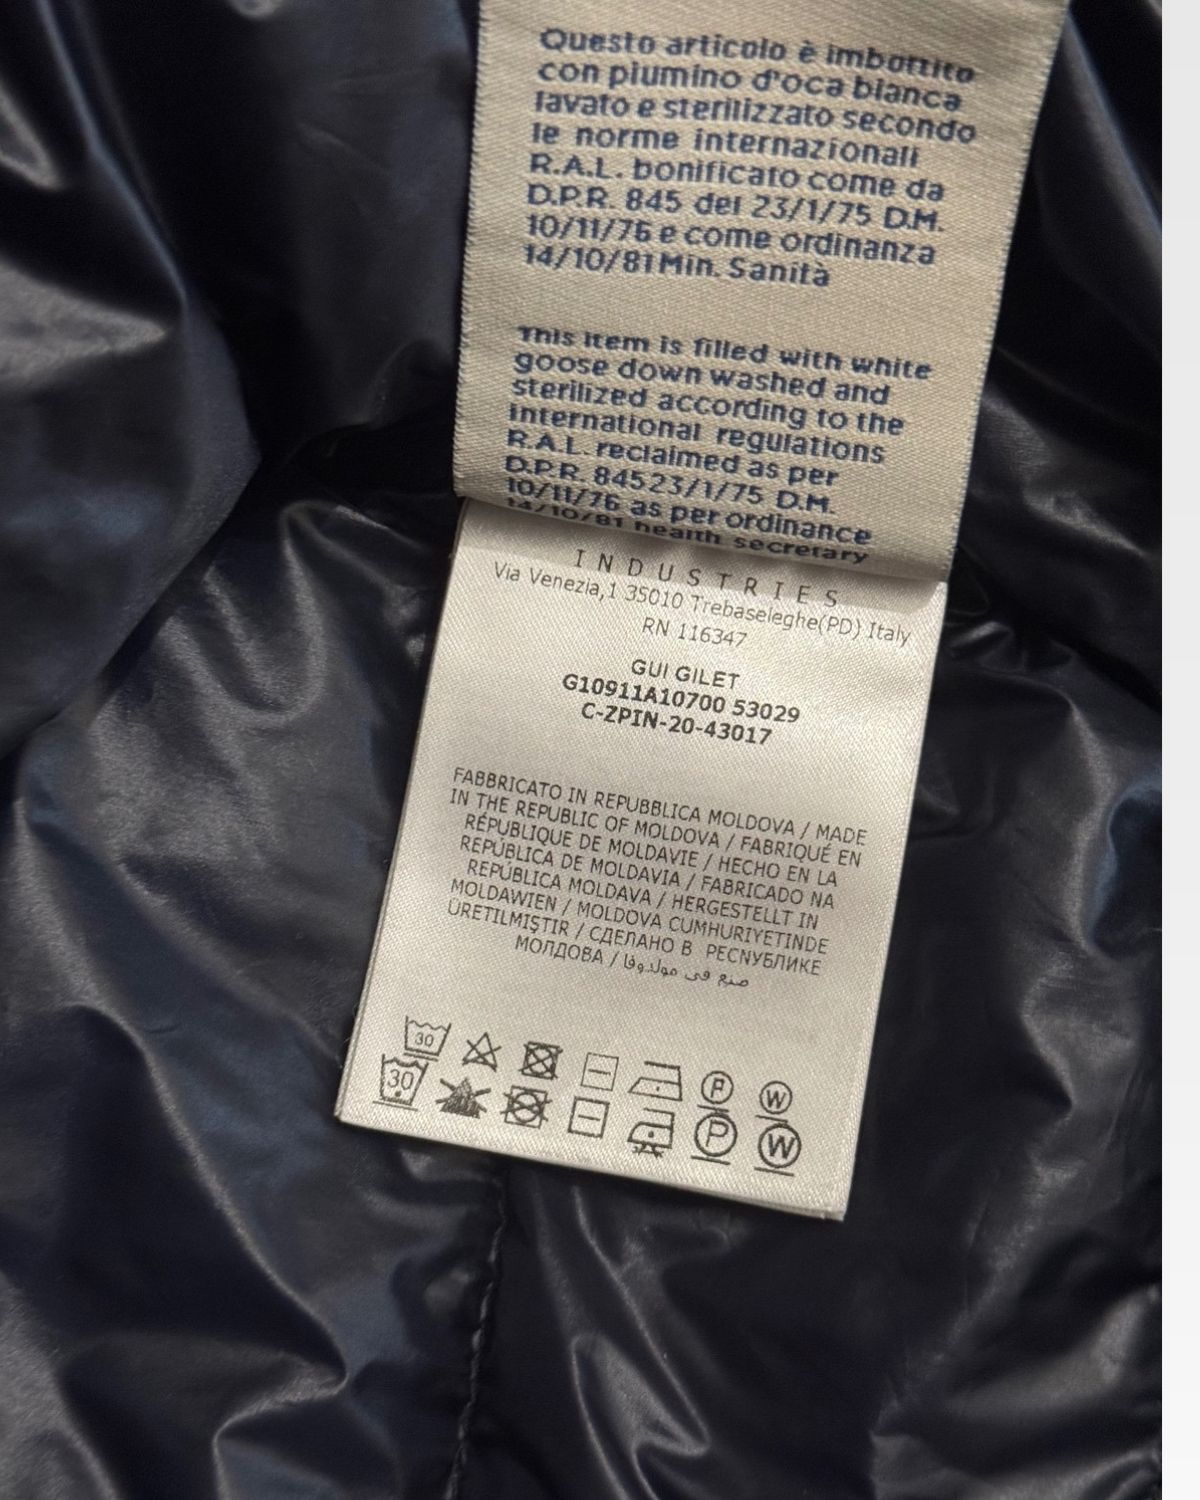 Questo articolo è imbottito
con piumino d'oca bianca
lavato e sterilizzato secondo
le norme internazionali
R.A.L. bonificato come da
D.P.R. 845 del 23/1/75 D.M.
10/11/76 e come ordinanza
14/10/81 Min. Sanità
This item is filled with white
goose down washed and
sterilized according to the
international regulations
R.A.L. reclaimed as per
D.P.R. 845 23/1/75 D.M.
10/11/76 as per ordinance
14/10/81 health secretary
INDUSTRIES
Via Venezia,1 35010 Trebaseleghe(PD) Italy
RN 116347
GUI GILET
G10911A10700 53029
C-ZPIN-20-43017
FABBRICATO IN REPUBBLICA MOLDOVA / MADE
IN THE REPUBLIC OF MOLDOVA / FABRIQUÉ EN
RÉPUBLIQUE DE MOLDAVIE / HECHO EN LA
REPÚBLICA DE MOLDAVIA / FABRICADO NA
REPÚBLICA MOLDAVA / HERGESTELLT IN
MOLDAWIEN / MOLDOVA CUMHURIYETINDE
ÜRETILMIŞTIR / СДЕЛАНО В РЕСПУБЛИКЕ
МОЛДОВА / صنع في مولدوفا
30 P W
30 P W